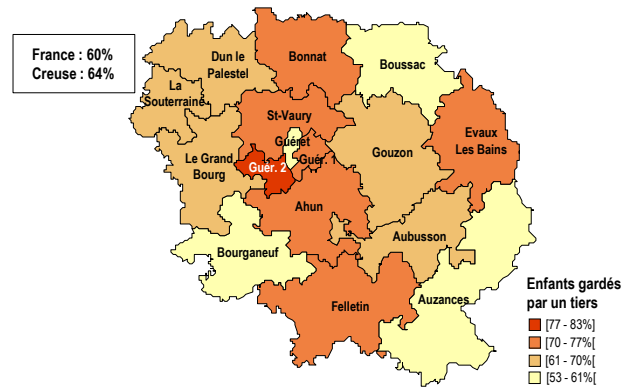 France : 60%
Creuse : 64%
Dun le
Palestel
Bonnat
Boussac
La
Souterraine
St-Vaury
Guéret
Guér. 1
Guér. 2
Le Grand
Bourg
Gouzon
Evaux
Les Bains
Ahun
Aubusson
Bourganeuf
Felletin
Auzances
Enfants gardés
par un tiers
[77 - 83%[
[70 - 77%[
[61 - 70%[
[53 - 61%[